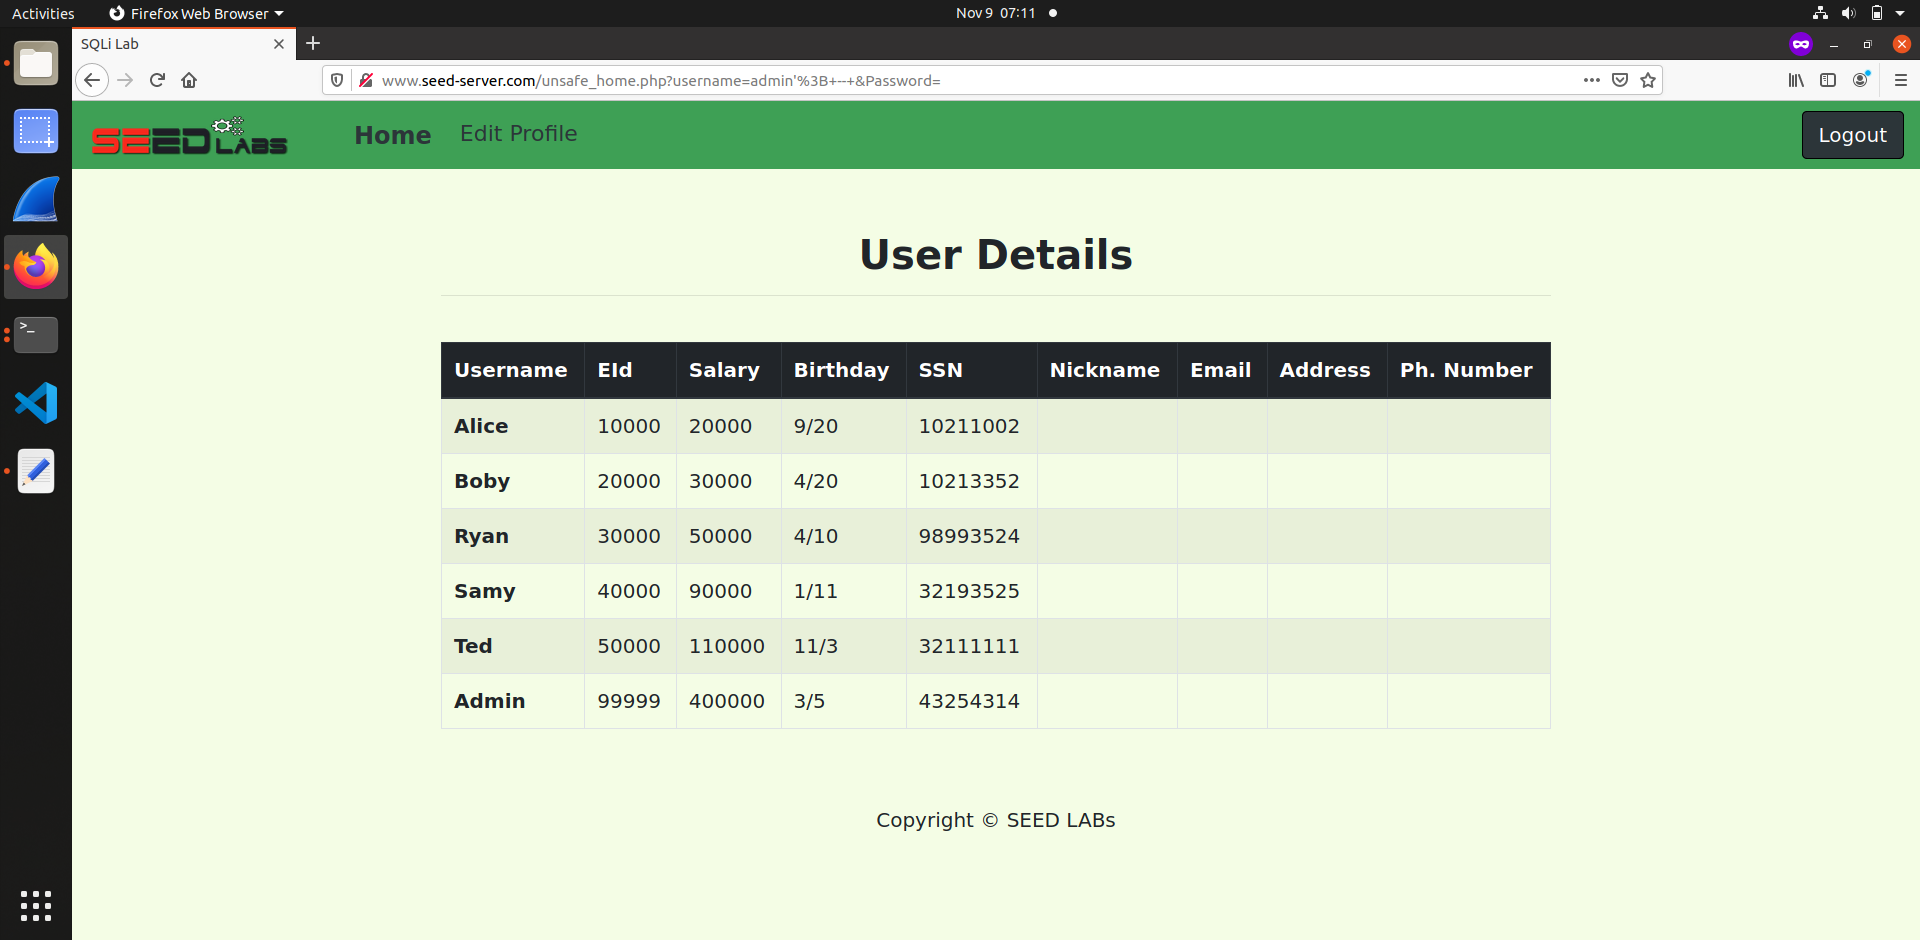 Activities Firefox Web Browser Nov 9 07:11
SQLi Lab
www.seed-server.com/unsafe_home.php?username=admin'%3B+--+&Password=
SEED LABS Home Edit Profile Logout
User Details
Username EId Salary Birthday SSN Nickname Email Address Ph. Number
Alice 10000 20000 9/20 10211002
Boby 20000 30000 4/20 10213352
Ryan 30000 50000 4/10 98993524
Samy 40000 90000 1/11 32193525
Ted 50000 110000 11/3 32111111
Admin 99999 400000 3/5 43254314
Copyright © SEED LABs